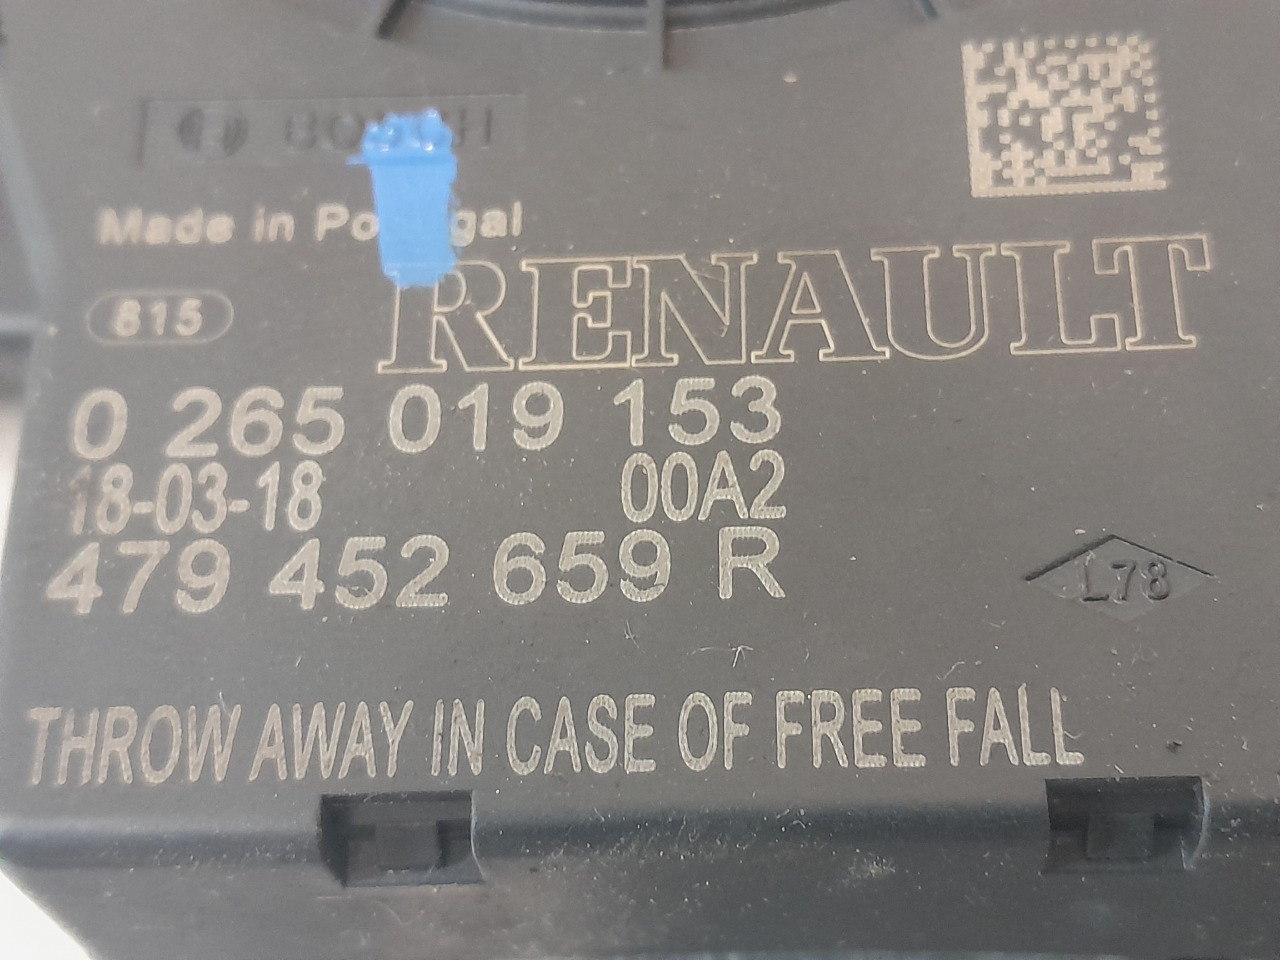 BOSCH
Made in Portugal
RENAULT
815
0 265 019 153
18-03-18 00A2
479 452 659 R
L78
THROW AWAY IN CASE OF FREE FALL